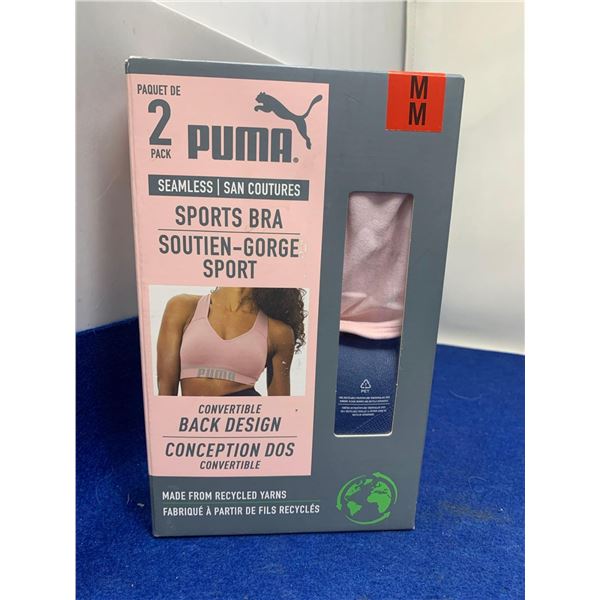 PAQUET DE
2
PACK
PUMA
M
M
SEAMLESS | SAN COUTURES
SPORTS BRA
SOUTIEN-GORGE
SPORT
PUMA
CONVERTIBLE
BACK DESIGN
CONCEPTION DOS
CONVERTIBLE
PET
MADE FROM RECYCLED YARNS
FABRIQUÉ À PARTIR DE FILS RECYCLÉS